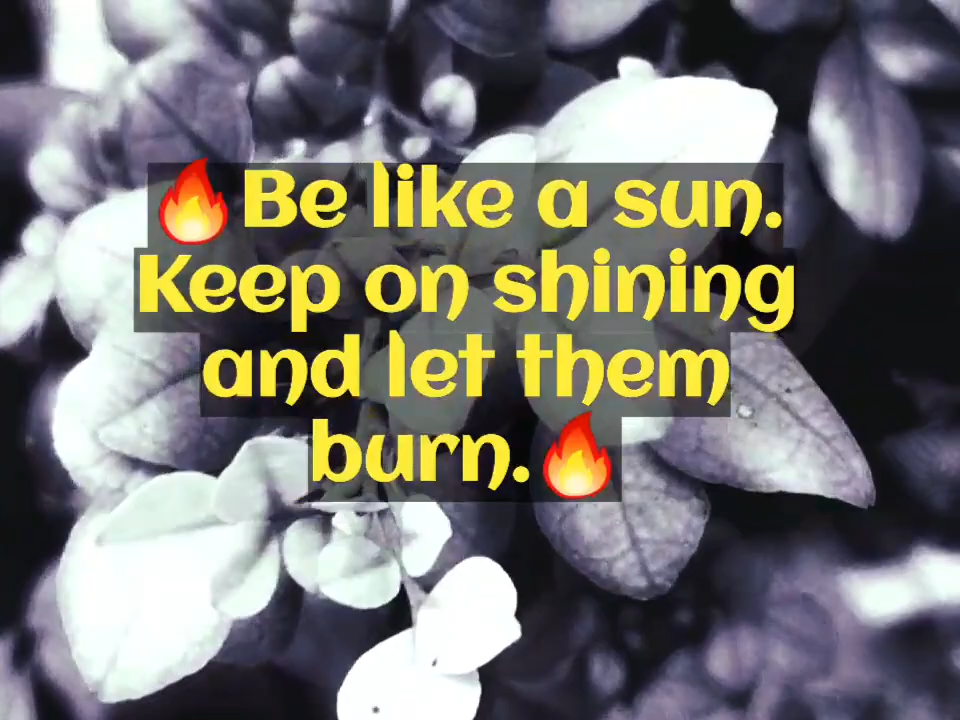 🔥Be like a sun.
Keep on shining
and let them
burn.🔥